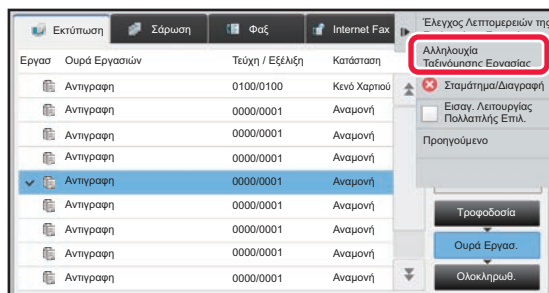 Εκτύπωση Σάρωση Φαξ Internet Fax
Εργασ Ουρά Εργασιών Τεύχη / Εξέλιξη Κατάσταση
Αντιγραφη 0100/0100 Κενό Χαρτιού
Αντιγραφη 0000/0001 Αναμονή
Αντιγραφη 0000/0001 Αναμονή
Αντιγραφη 0000/0001 Αναμονή
Αντιγραφη 0000/0001 Αναμονή
Αντιγραφη 0000/0001 Αναμονή
Αντιγραφη 0000/0001 Αναμονή
Αντιγραφη 0000/0001 Αναμονή
Αντιγραφη 0000/0001 Αναμονή
Έλεγχος Λεπτομερειών της
Αλληλουχία
Ταξινόμησης Εργασίας
Σταμάτημα/Διαγραφή
Εισαγ. Λειτουργίας
Πολλαπλής Επιλ.
Προηγούμενο
Τροφοδοσία
Ουρά Εργασ.
Ολοκληρωθ.